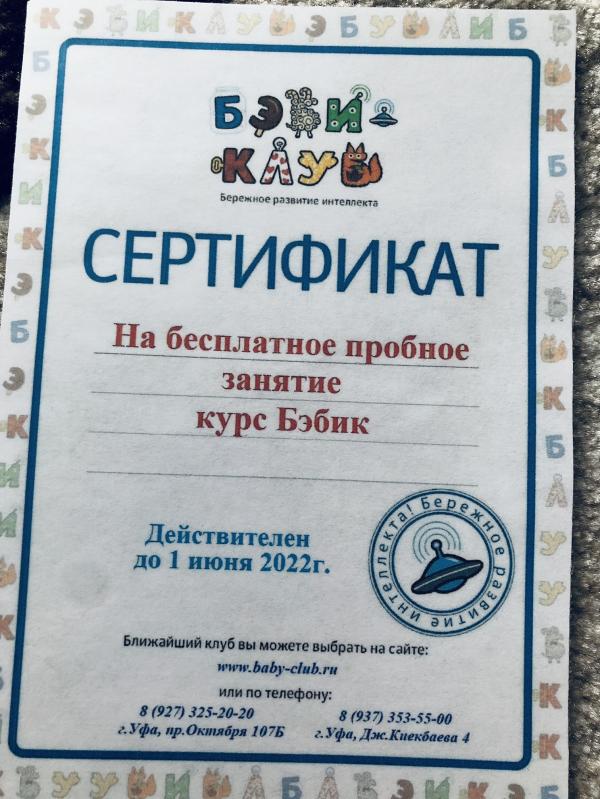 БЭБИ-
КЛУБ
Бережное развитие интеллекта
СЕРТИФИКАТ
На бесплатное пробное
занятие
курс Бэбик
Действителен
до 1 июня 2022г.
Бережное развитие интеллекта!
Ближайший клуб вы можете выбрать на сайте:
www.baby-club.ru
или по телефону:
8 (927) 325-20-20
г.Уфа, пр.Октября 107Б
8 (937) 353-55-00
г.Уфа, Дж.Киекбаева 4